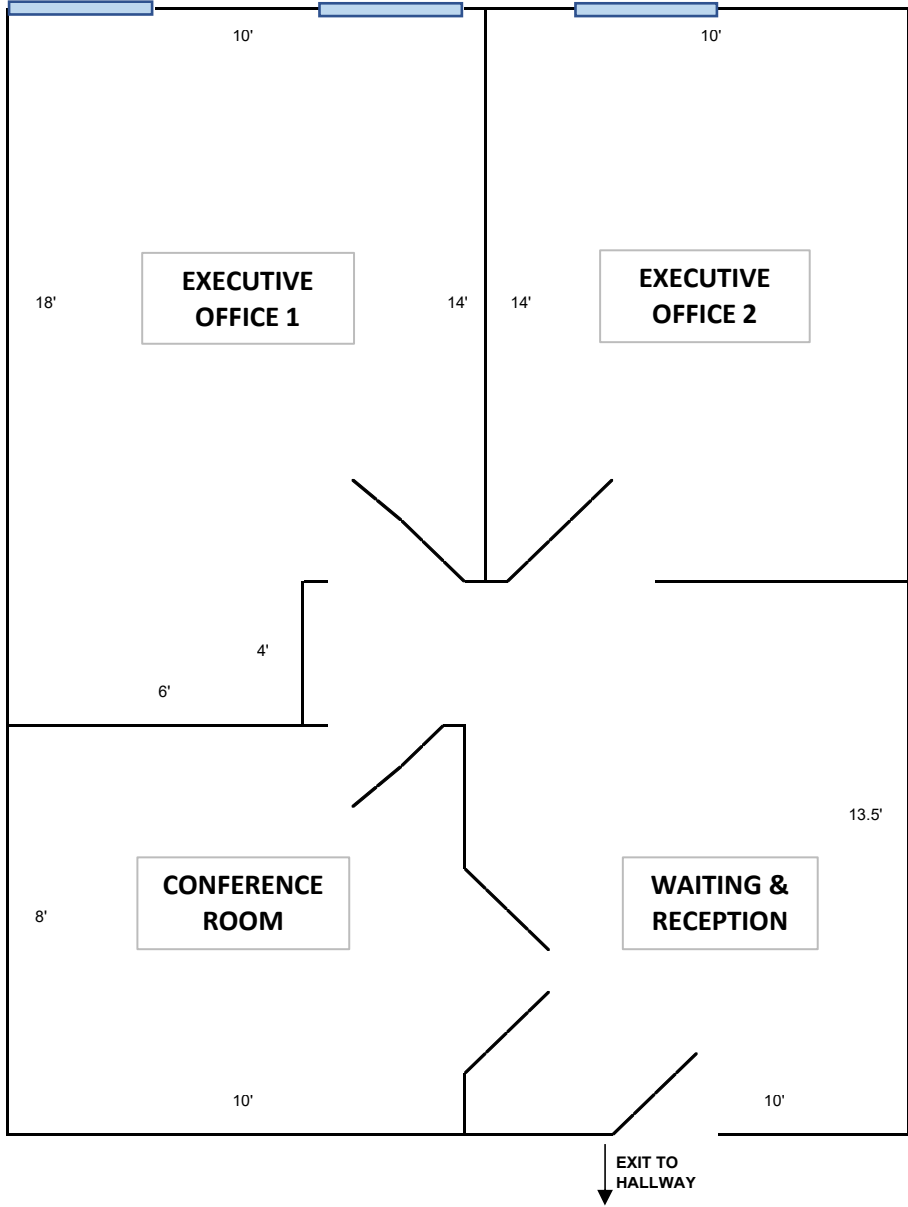 10'
10'
EXECUTIVE
OFFICE 1
EXECUTIVE
OFFICE 2
18'
14'
14'
4'
6'
13.5'
CONFERENCE
ROOM
WAITING &
RECEPTION
8'
10'
10'
EXIT TO
HALLWAY